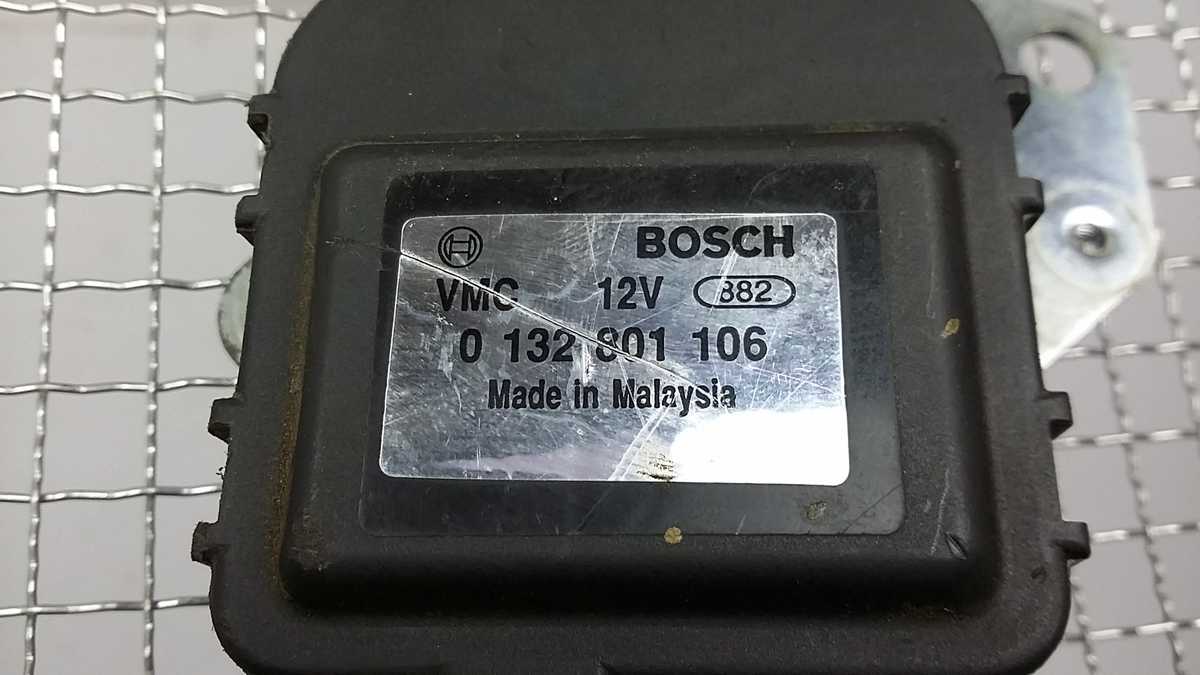 BOSCH
VMC 12V 882
0 132 801 106
Made in Malaysia